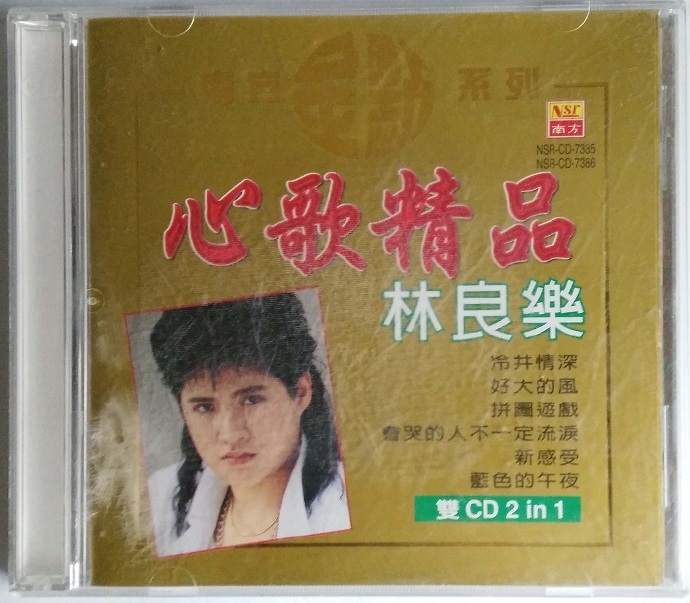 Nsr
南方
NSR-CD-7385
NSR-CD-7386
心歌精品
林良樂
冷井情深
好大的風
拼圖遊戲
會哭的人不一定流淚
新感受
藍色的午夜
雙 CD 2 in 1